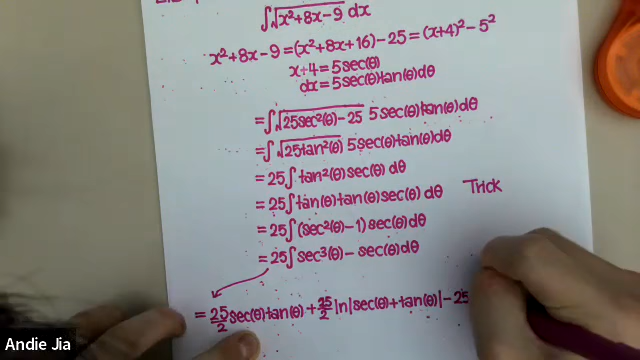 ∫√(x²+8x-9) dx
x²+8x-9=(x²+8x+16)-25=(x+4)²-5²
x+4=5sec(θ)
dx=5sec(θ)tan(θ)dθ
=∫√(25sec²(θ)-25) 5sec(θ)tan(θ)dθ
=∫√(25tan²(θ)) 5sec(θ)tan(θ)dθ
=25∫tan²(θ)sec(θ) dθ
=25∫tan(θ)tan(θ)sec(θ) dθ Trick
=25∫(sec²(θ)-1)sec(θ)dθ
=25∫sec³(θ)-sec(θ)dθ
=25/2 sec(θ)tan(θ)+25/2 ln|sec(θ)+tan(θ)|-25
Andie Jia